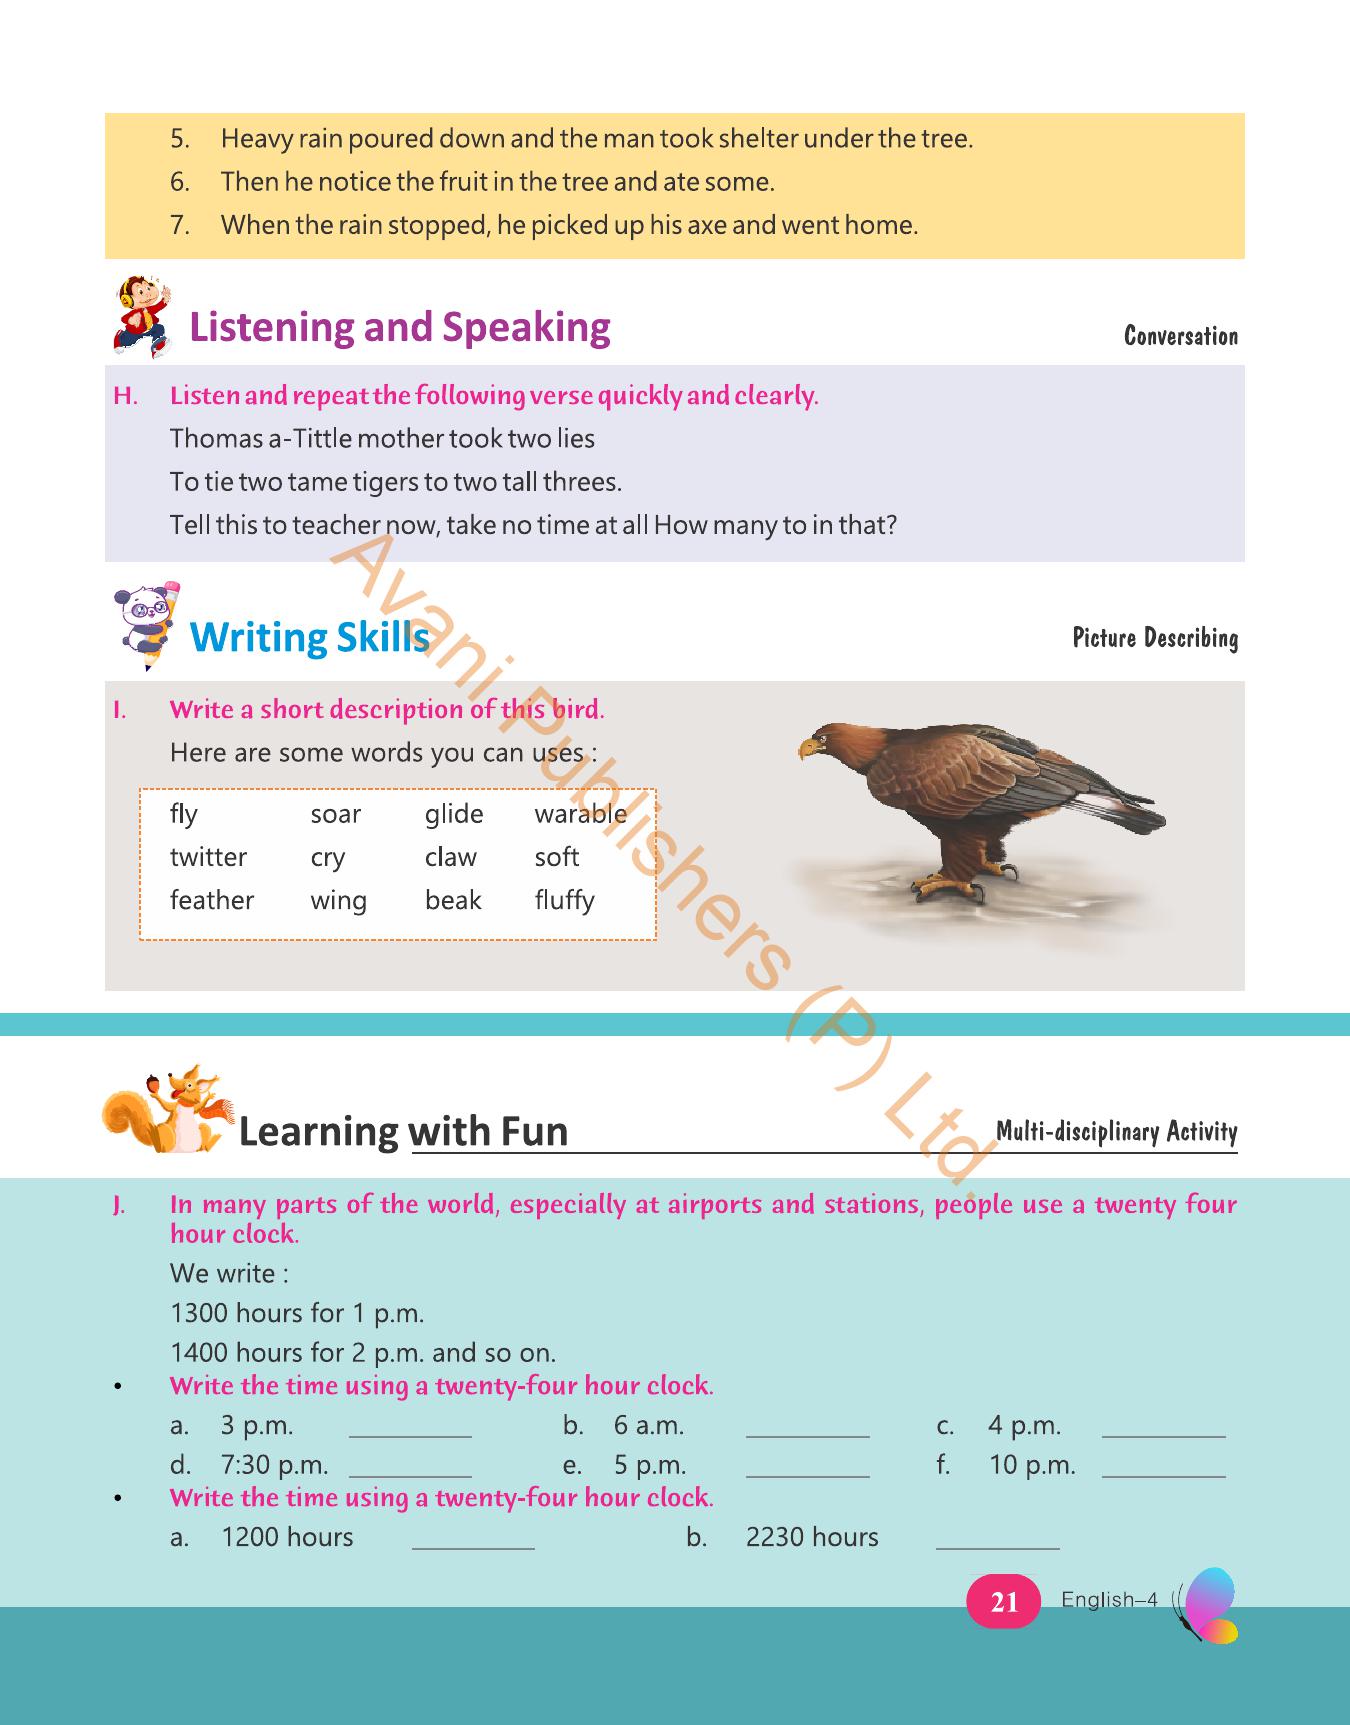 5. Heavy rain poured down and the man took shelter under the tree.
6. Then he notice the fruit in the tree and ate some.
7. When the rain stopped, he picked up his axe and went home.
Listening and Speaking
Conversation
H. Listen and repeat the following verse quickly and clearly.
Thomas a-Tittle mother took two lies
To tie two tame tigers to two tall threes.
Tell this to teacher now, take no time at all How many to in that?
Writing Skills
Picture Describing
I. Write a short description of this bird.
Here are some words you can uses :
fly soar glide warable
twitter cry claw soft
feather wing beak fluffy
Avani Publishers (P) Ltd.
Learning with Fun
Multi-disciplinary Activity
J. In many parts of the world, especially at airports and stations, people use a twenty four
hour clock.
We write :
1300 hours for 1 p.m.
1400 hours for 2 p.m. and so on.
• Write the time using a twenty-four hour clock.
a. 3 p.m. ________ b. 6 a.m. ________ c. 4 p.m. ________
d. 7:30 p.m. ________ e. 5 p.m. ________ f. 10 p.m. ________
• Write the time using a twenty-four hour clock.
a. 1200 hours ________ b. 2230 hours ________
21 English–4